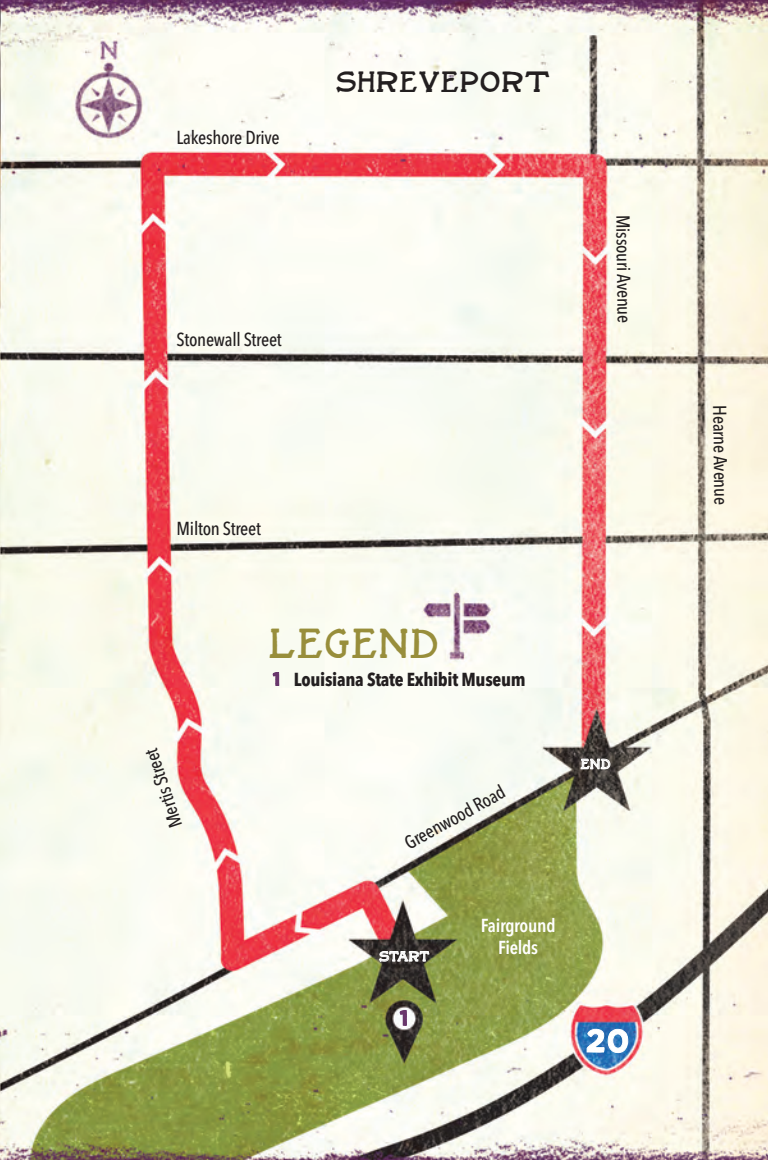 N
SHREVEPORT
Lakeshore Drive
Missouri Avenue
Stonewall Street
Hearne Avenue
Milton Street
LEGEND
1 Louisiana State Exhibit Museum
Mertis Street
END
Greenwood Road
Fairground
Fields
START
1
20